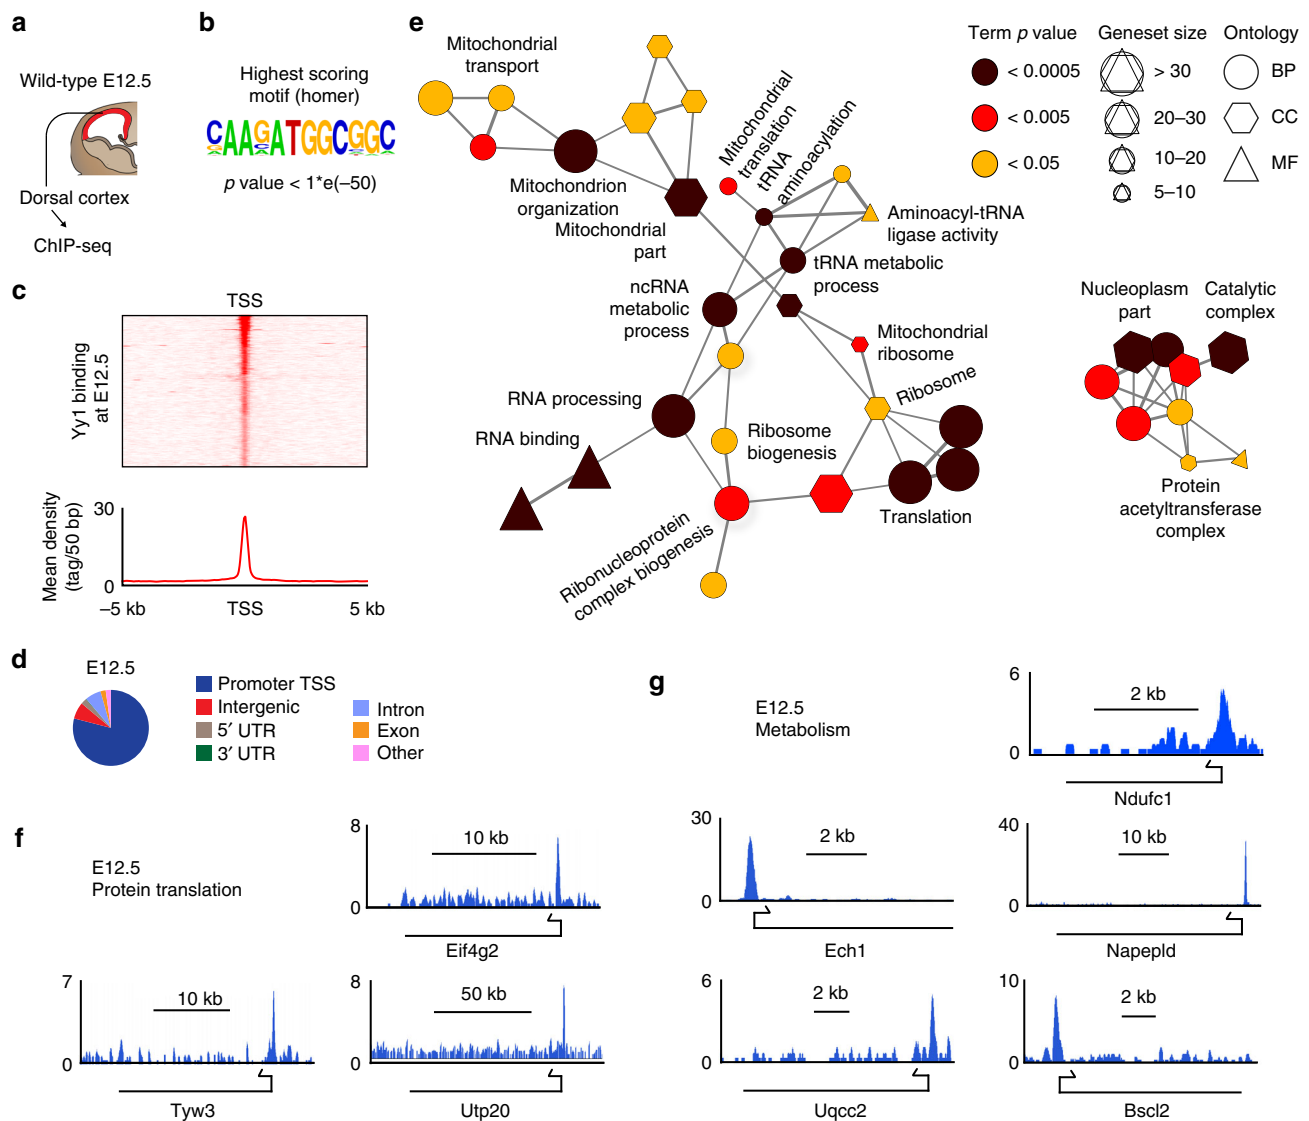 a
Wild-type E12.5
Dorsal cortex
ChIP-seq
b
Highest scoring
motif (homer)
CAAGATGGCGGC
p value < 1*e(–50)
c
TSS
Yy1 binding
at E12.5
Mean density
(tag/50 bp)
30
0
–5 kb
TSS
5 kb
d
E12.5
Promoter TSS
Intergenic
5′ UTR
3′ UTR
Intron
Exon
Other
e
Mitochondrial
transport
Mitochondrion
organization
Mitochondrial
part
Mitochondrial
translation
tRNA
aminoacylation
Aminoacyl-tRNA
ligase activity
tRNA metabolic
process
ncRNA
metabolic
process
Mitochondrial
ribosome
Ribosome
RNA processing
RNA binding
Ribosome
biogenesis
Translation
Ribonucleoprotein
complex biogenesis
Term p value
< 0.0005
< 0.005
< 0.05
Geneset size
> 30
20–30
10–20
5–10
Ontology
BP
CC
MF
Nucleoplasm
part
Catalytic
complex
Protein
acetyltransferase
complex
f
E12.5
Protein translation
8
0
10 kb
Eif4g2
7
0
10 kb
Tyw3
8
0
50 kb
Utp20
g
E12.5
Metabolism
6
0
2 kb
Ndufc1
30
0
2 kb
Ech1
40
0
10 kb
Napepld
6
0
2 kb
Uqcc2
10
0
2 kb
Bscl2